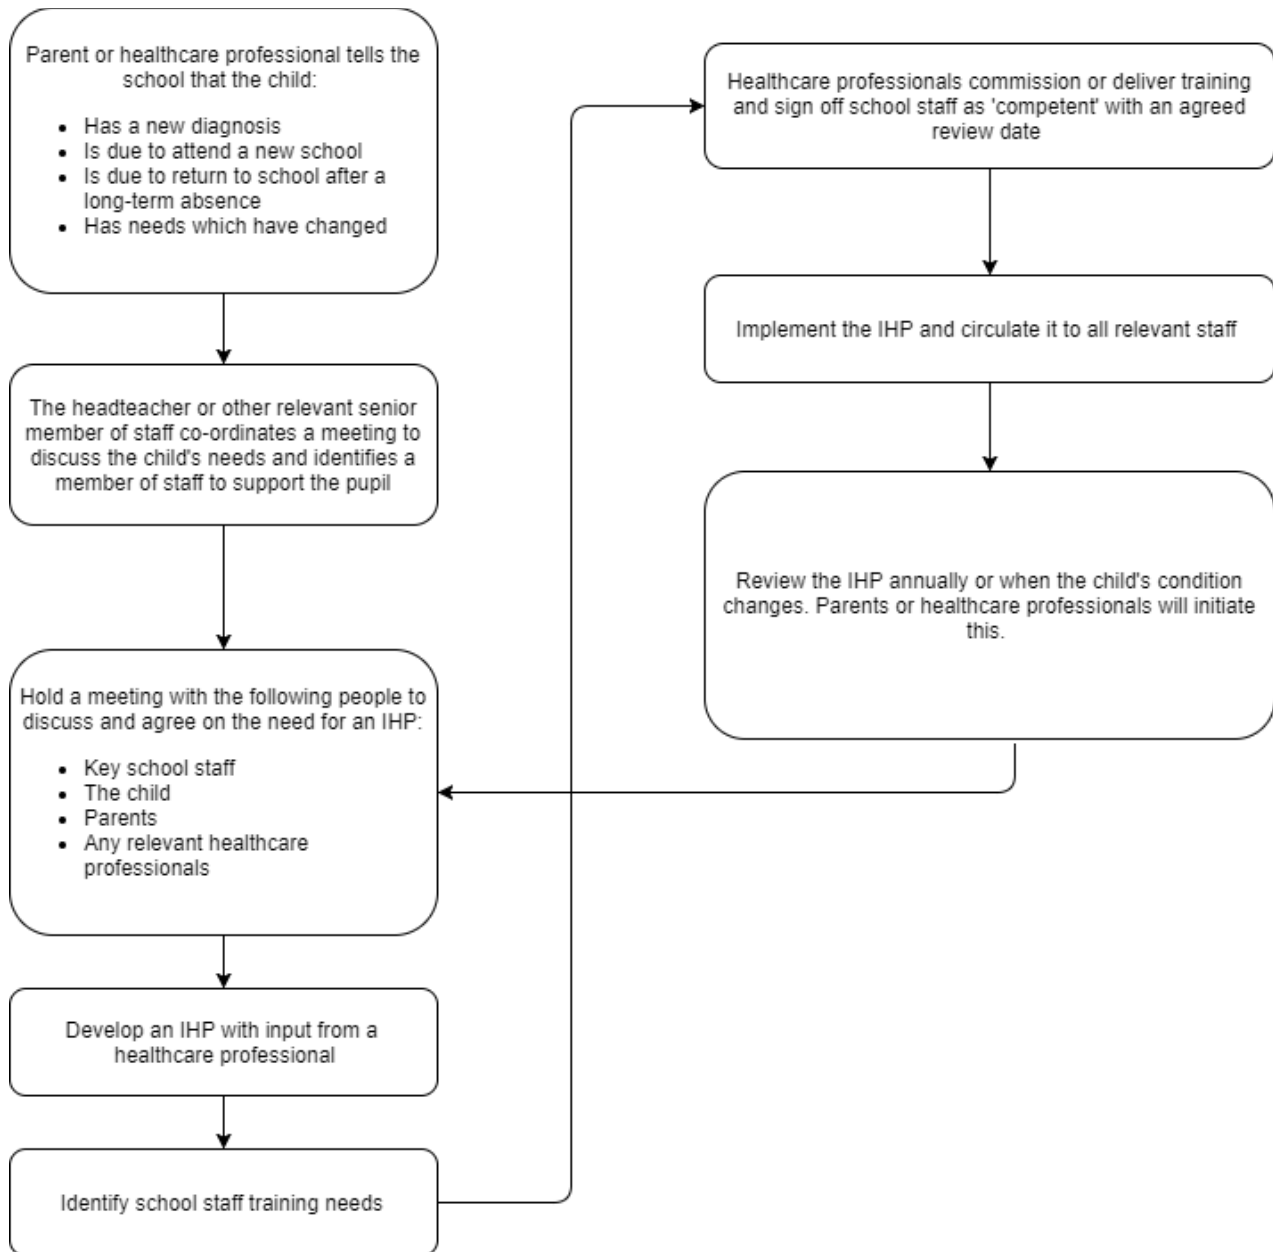 Parent or healthcare professional tells the
school that the child:
• Has a new diagnosis
• Is due to attend a new school
• Is due to return to school after a
long-term absence
• Has needs which have changed
The headteacher or other relevant senior
member of staff co-ordinates a meeting to
discuss the child's needs and identifies a
member of staff to support the pupil
Hold a meeting with the following people to
discuss and agree on the need for an IHP:
• Key school staff
• The child
• Parents
• Any relevant healthcare
professionals
Develop an IHP with input from a
healthcare professional
Identify school staff training needs
Healthcare professionals commission or deliver training
and sign off school staff as 'competent' with an agreed
review date
Implement the IHP and circulate it to all relevant staff
Review the IHP annually or when the child's condition
changes. Parents or healthcare professionals will initiate
this.